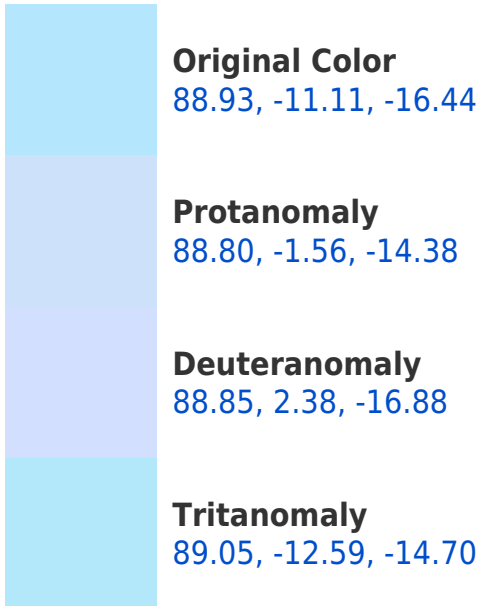 Original Color
88.93, -11.11, -16.44
Protanomaly
88.80, -1.56, -14.38
Deuteranomaly
88.85, 2.38, -16.88
Tritanomaly
89.05, -12.59, -14.70